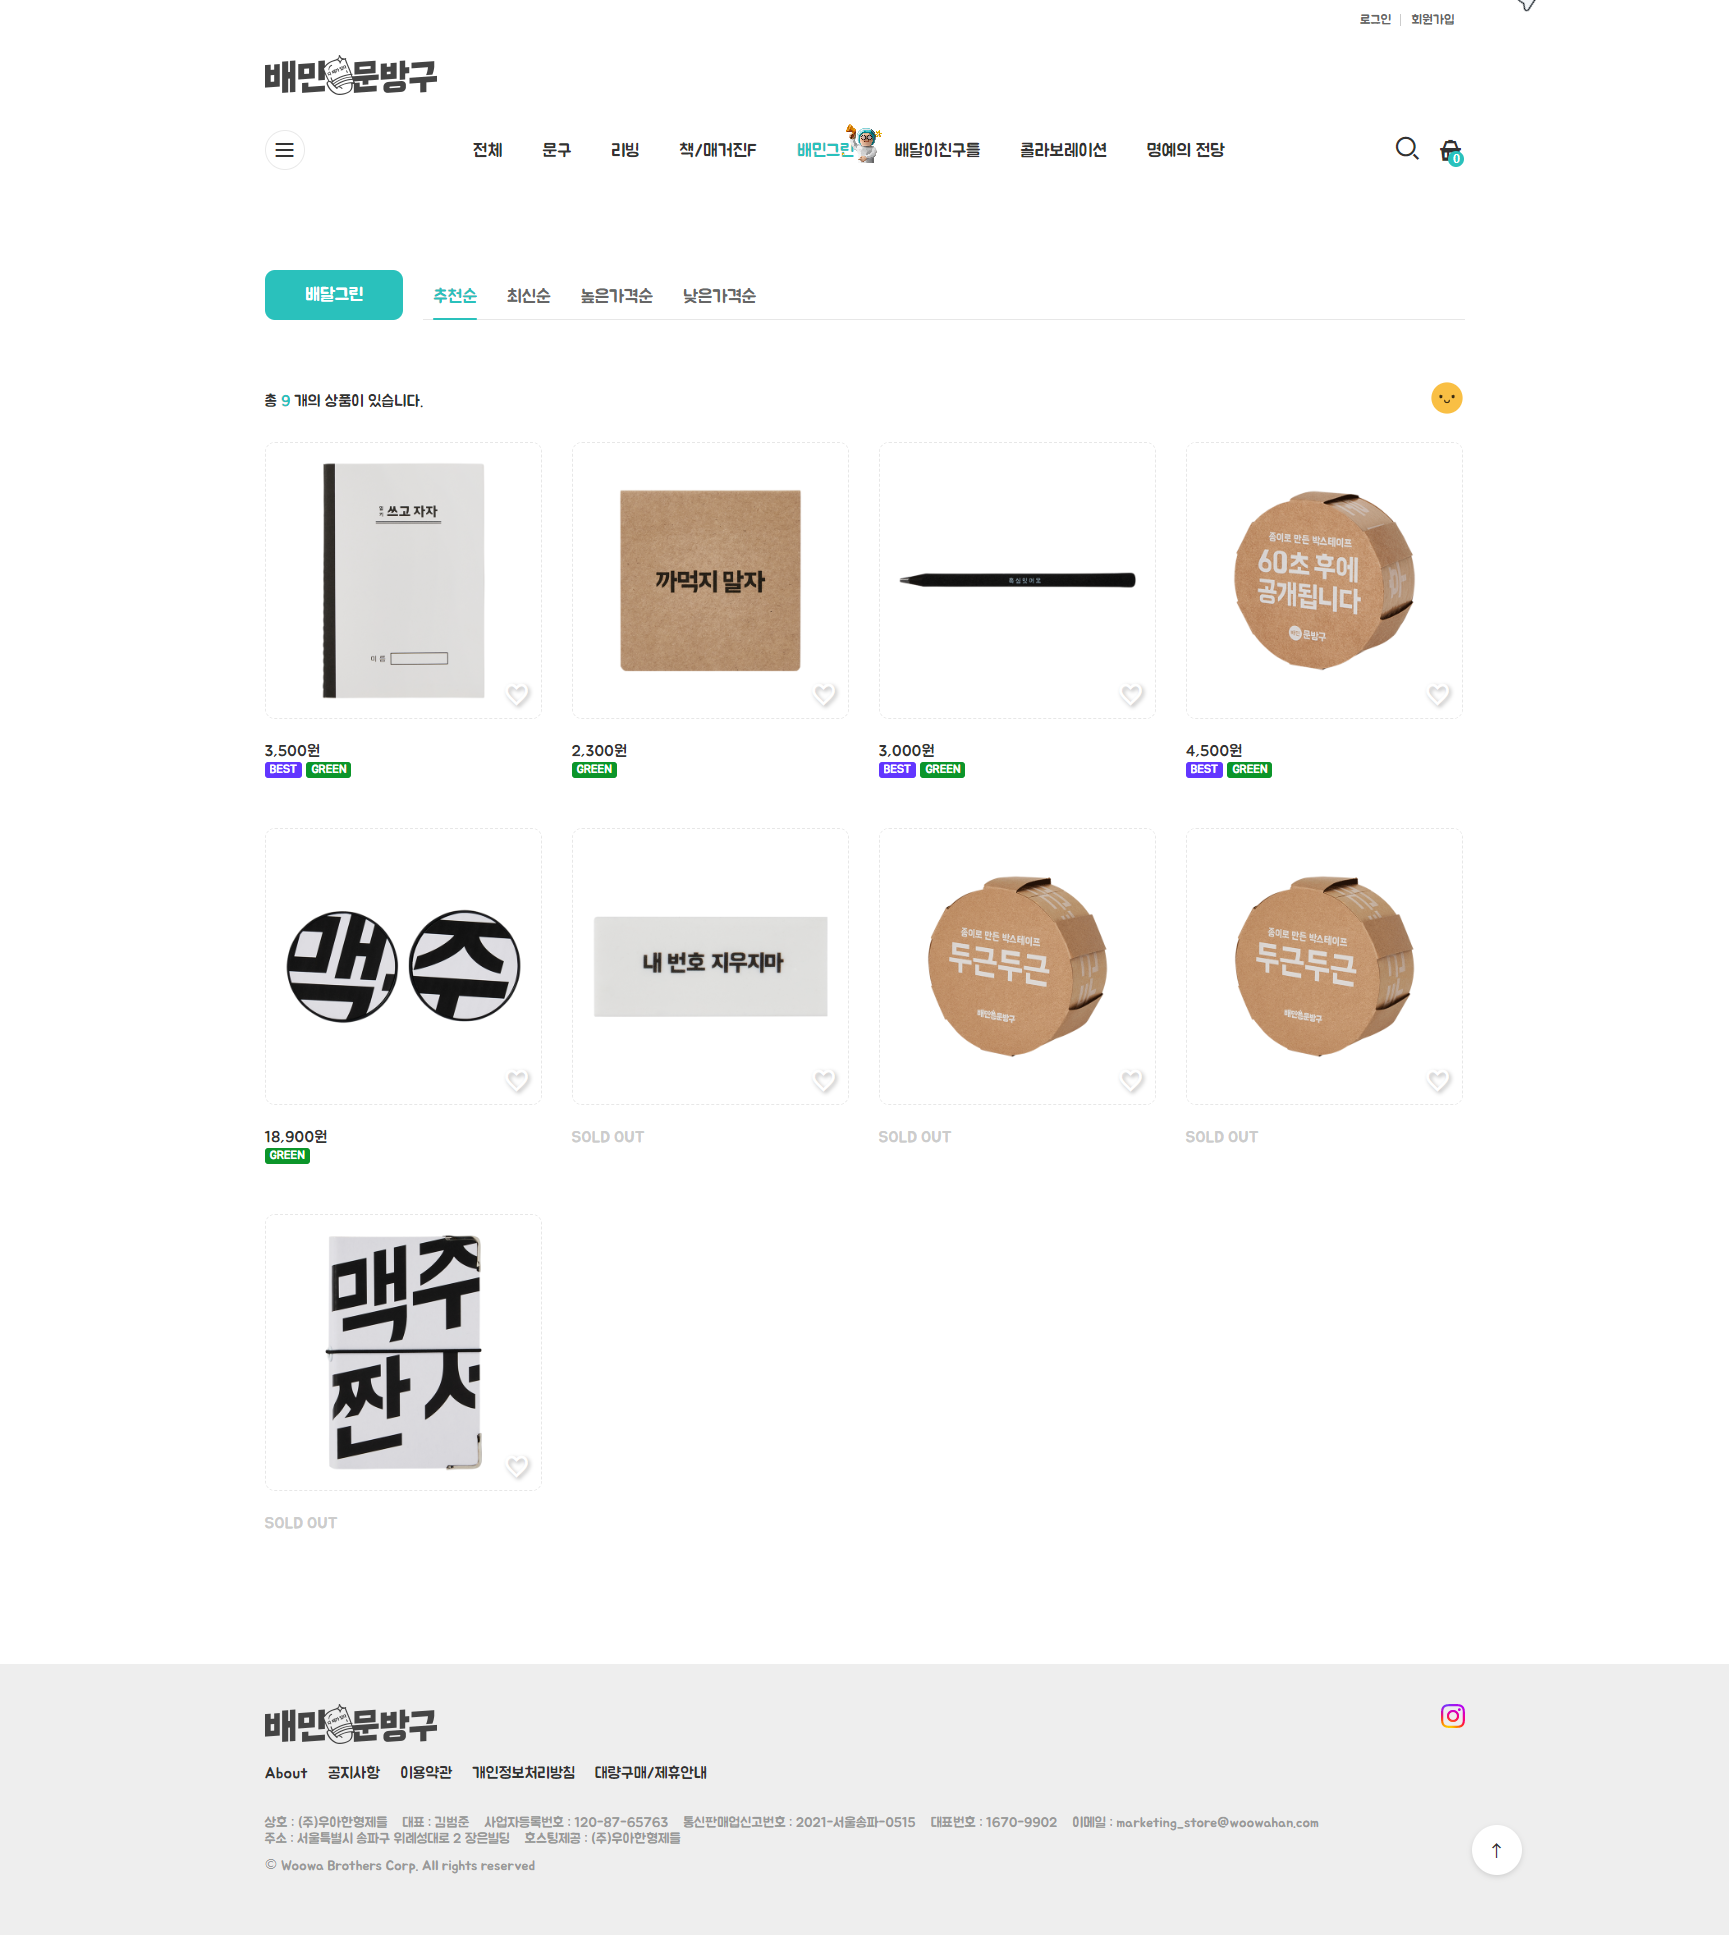 로그인 회원가입
배민문방구
전체 문구 리빙 책/매거진F 배민그린 배달이친구들 콜라보레이션 명예의 전당
0
배달그린 추천순 최신순 높은가격순 낮은가격순
총 9 개의 상품이 있습니다.
쓰고 자자
이름
까먹지 말자
흑심있어요
종이로 만든 박스테이프
60초 후에
공개됩니다
문방구
3,500원 2,300원 3,000원 4,500원
BEST GREEN GREEN BEST GREEN BEST GREEN
맥주
내 번호 지우지마
종이로 만든 박스테이프
두근두근
배민문방구
종이로 만든 박스테이프
두근두근
배민문방구
18,900원 SOLD OUT SOLD OUT SOLD OUT
GREEN
맥주
짠 서
SOLD OUT
배민문방구
About 공지사항 이용약관 개인정보처리방침 대량구매/제휴안내
상호 : (주)우아한형제들 대표 : 김범준 사업자등록번호 : 120-87-65763 통신판매업신고번호 : 2021-서울송파-0515 대표번호 : 1670-9902 이메일 : marketing_store@woowahan.com
주소 : 서울특별시 송파구 위례성대로 2 장은빌딩 호스팅제공 : (주)우아한형제들
© Woowa Brothers Corp. All rights reserved